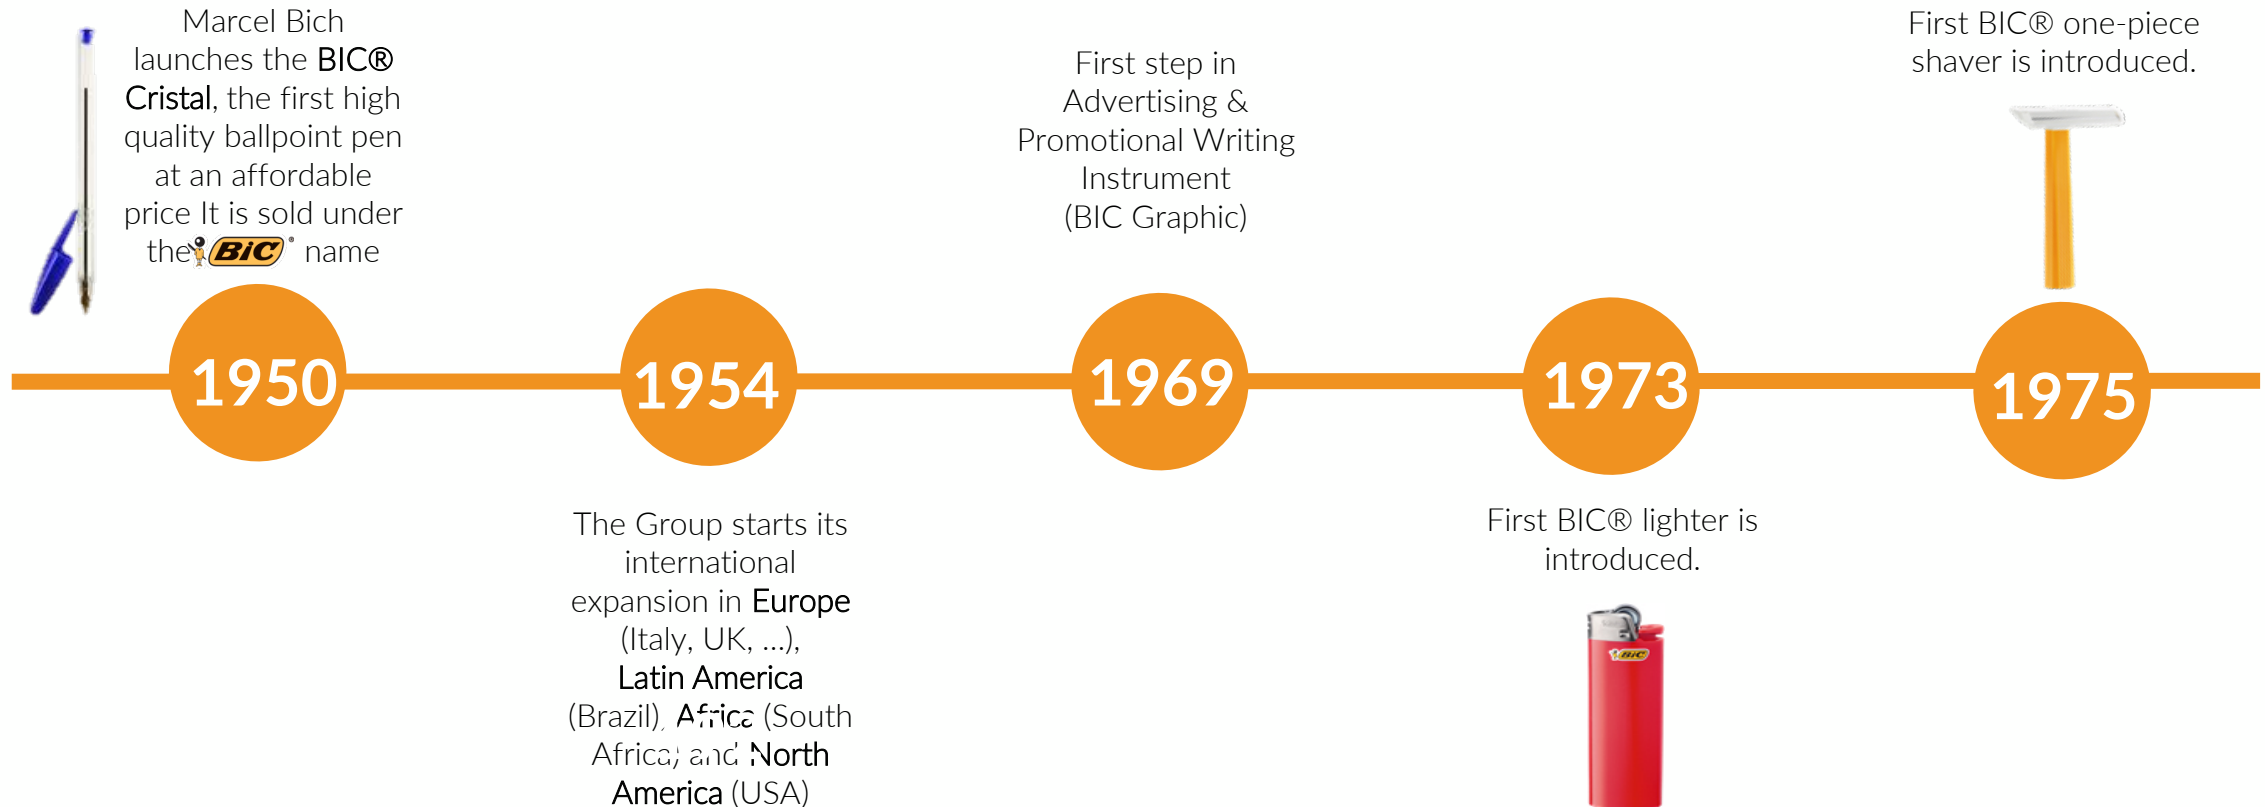 Marcel Bich
launches the BIC®
Cristal, the first high
quality ballpoint pen
at an affordable
price It is sold under
the BiC® name
1950
1954
The Group starts its
international
expansion in Europe
(Italy, UK, ...),
Latin America
(Brazil), Africa (South
Africa) and North
America (USA)
First step in
Advertising &
Promotional Writing
Instrument
(BIC Graphic)
1969
1973
First BIC® lighter is
introduced.
BiC
First BIC® one-piece
shaver is introduced.
1975